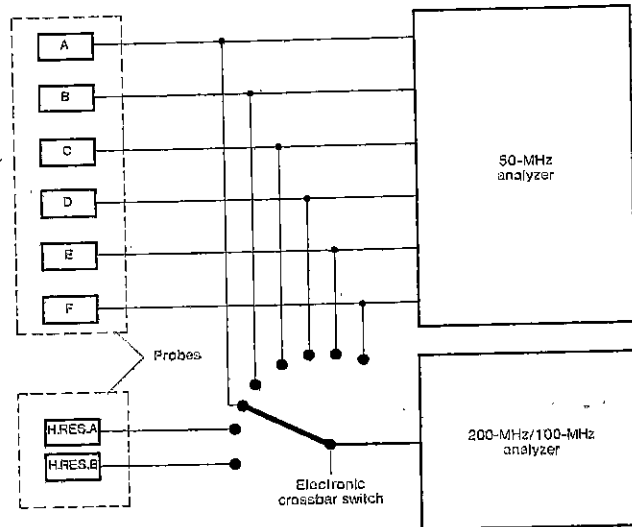 A
B
C
D
E
F
50-MHz
analyzer
Probes
H.RES.A
H.RES.B
200-MHz/100-MHz
analyzer
Electronic
crossbar switch